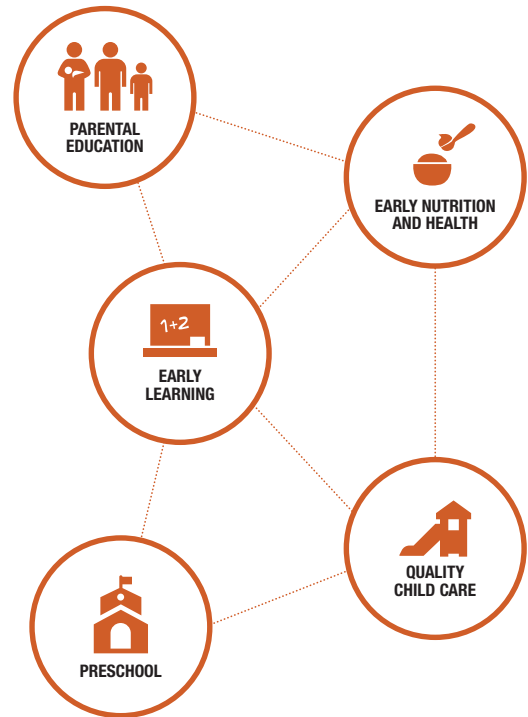 PARENTAL
EDUCATION
EARLY NUTRITION
AND HEALTH
1+2
EARLY
LEARNING
QUALITY
CHILD CARE
PRESCHOOL